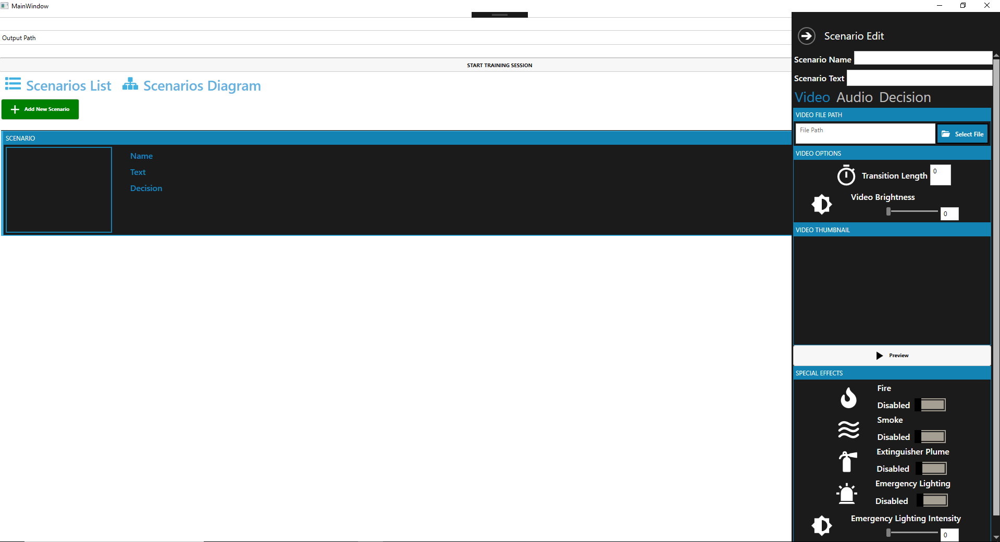 MainWindow
Output Path
START TRAINING SESSION
Scenarios List Scenarios Diagram
Add New Scenario
SCENARIO
Name
Text
Decision
Scenario Edit
Scenario Name
Scenario Text
Video Audio Decision
VIDEO FILE PATH
File Path Select File
VIDEO OPTIONS
Transition Length 0
Video Brightness
0
VIDEO THUMBNAIL
Preview
SPECIAL EFFECTS
Fire
Disabled
Smoke
Disabled
Extinguisher Plume
Disabled
Emergency Lighting
Disabled
Emergency Lighting Intensity
0